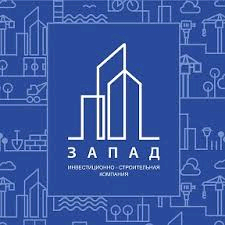 ЗАПАД
ИНВЕСТИЦИОННО - СТРОИТЕЛЬНАЯ
КОМПАНИЯ